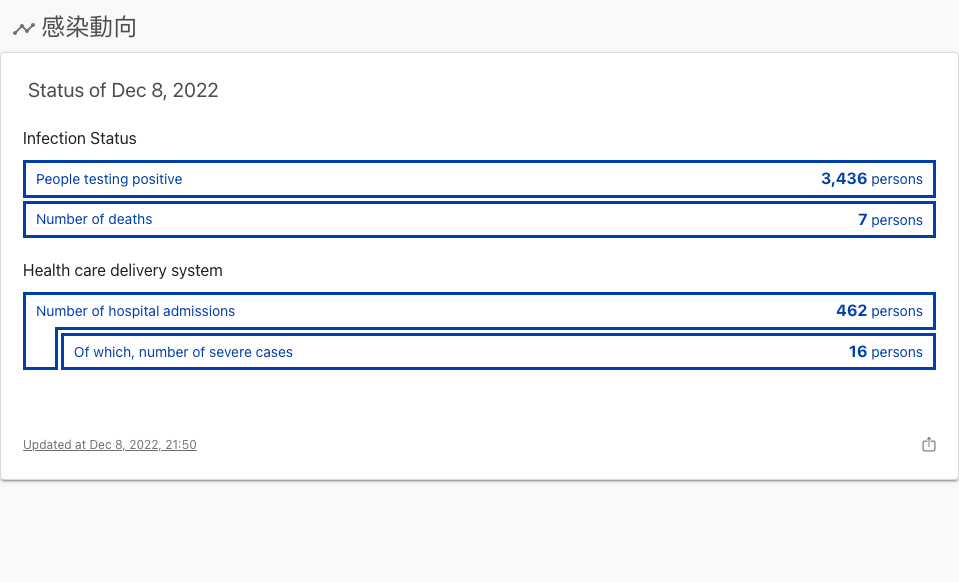 感染動向
Status of Dec 8, 2022
Infection Status
People testing positive 3,436 persons
Number of deaths 7 persons
Health care delivery system
Number of hospital admissions 462 persons
Of which, number of severe cases 16 persons
Updated at Dec 8, 2022, 21:50